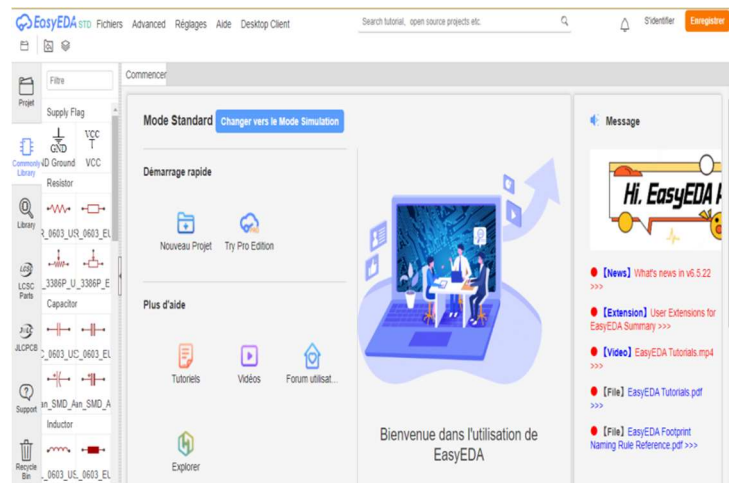 EasyEDA STD Fichiers Advanced Réglages Aide Desktop Client Search tutorial, open source projects etc. S'identifier Enregistrer
Projet
Commonly Library
Library
LCSC Parts
JLCPCB
Support
Recycle Bin
Filtre
Supply Flag
GND
VCC
ND Ground VCC
Resistor
R_0603_US _0603_EU
_3386P_U _3386P_E
Capacitor
_0603_US _0603_EU
an_SMD_A an_SMD_A
Inductor
_0603_US _0603_EU
Commencer
Mode Standard Changer vers le Mode Simulation
Démarrage rapide
Nouveau Projet Try Pro Edition
Plus d'aide
Tutoriels Vidéos Forum utilisat...
Explorer
Bienvenue dans l'utilisation de
EasyEDA
Message
Hi. EasyEDA
【News】 What's news in v6.5.22
>>>
【Extension】 User Extensions for
EasyEDA Summary >>>
【Video】 EasyEDA Tutorials.mp4
>>>
【File】 EasyEDA Tutorials.pdf
>>>
【File】 EasyEDA Footprint
Naming Rule Reference.pdf >>>